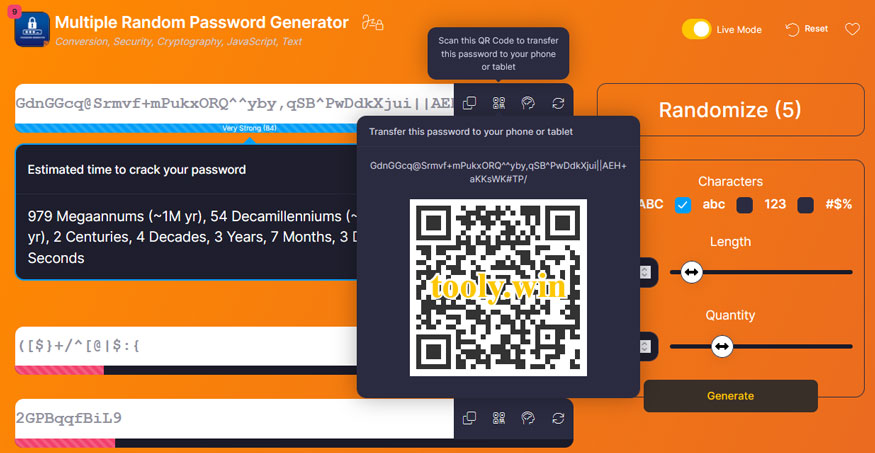 9
Multiple Random Password Generator
Conversion, Security, Cryptography, JavaScript, Text
Scan this QR Code to transfer
this password to your phone
or tablet
Live Mode
Reset
GdnGGcq@Srmvf+mPukxORQ^^yby,qSB^PwDdkXjui||AEH
Very Strong (84)
Randomize (5)
Transfer this password to your phone or tablet
GdnGGcq@Srmvf+mPukxORQ^^yby,qSB^PwDdkXjui||AEH+
aKKsWK#TP/
Estimated time to crack your password
979 Megaannums (~1M yr), 54 Decamillenniums (~
yr), 2 Centuries, 4 Decades, 3 Years, 7 Months, 3 D
Seconds
Characters
ABC abc 123 #$%
Length
tooly.win
Quantity
([$}+/^[@|$:{
Generate
2GPBqqfBiL9